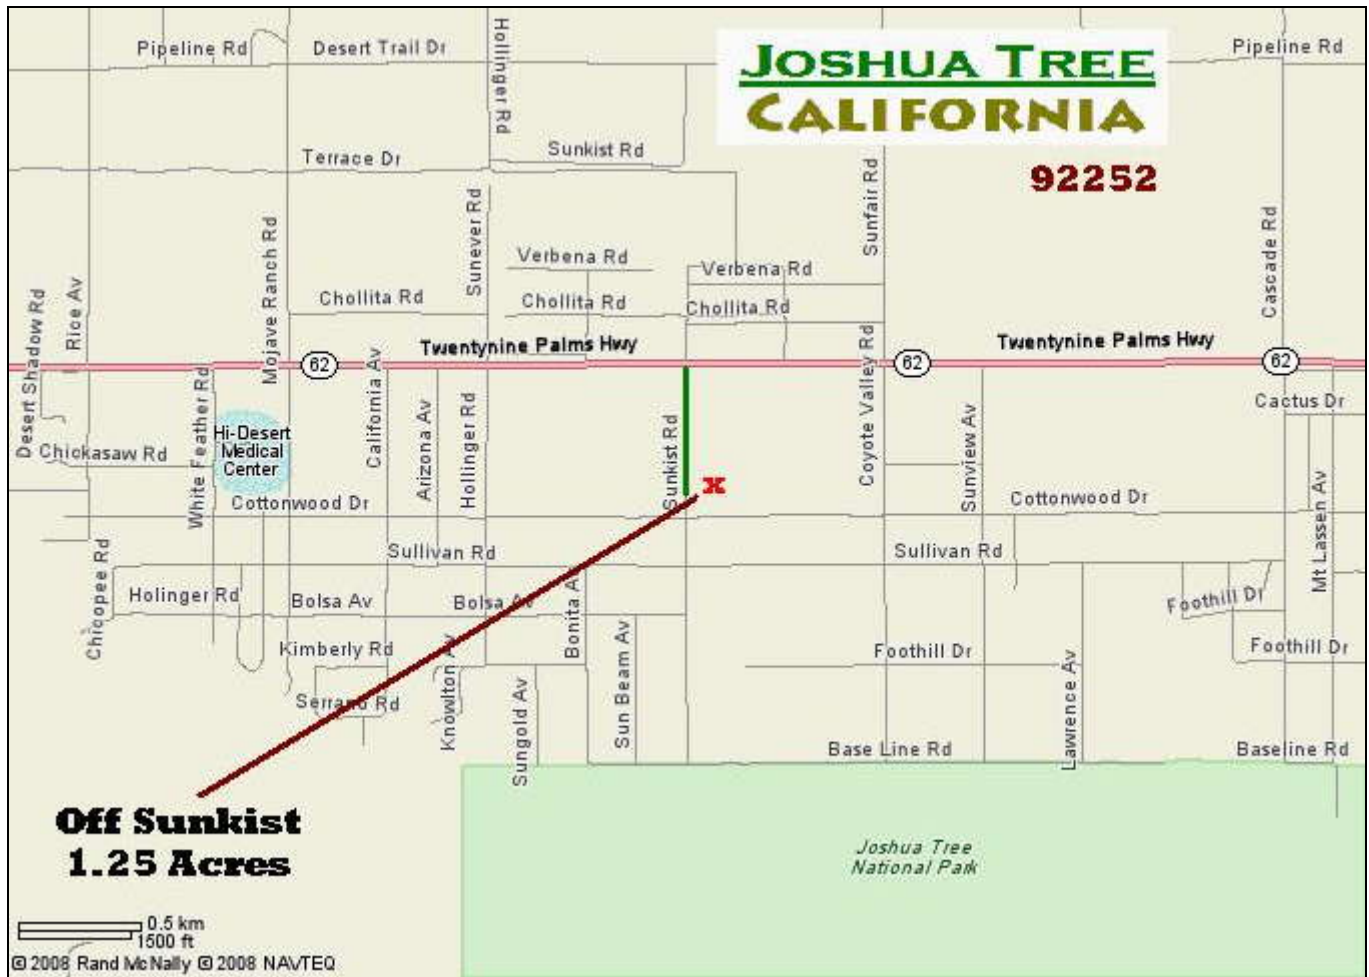 Pipeline Rd
Desert Trail Dr
Hollinger Rd
JOSHUA TREE
CALIFORNIA
Pipeline Rd
92252
Terrace Dr
Sunkist Rd
Sunfair Rd
Cascade Rd
Sunever Rd
Mojave Ranch Rd
Verbena Rd
Verbena Rd
Rice Av
Desert Shadow Rd
Chollita Rd
Chollita Rd
Chollita Rd
Twentynine Palms Hwy
Twentynine Palms Hwy
62
62
62
Coyote Valley Rd
California Av
White Feather Rd
Arizona Av
Hollinger Rd
Sunkist Rd
Sunview Av
Cactus Dr
Hi-Desert
Medical
Center
Chickasaw Rd
X
Cottonwood Dr
Cottonwood Dr
Mt Lassen Av
Chicopee Rd
Sullivan Rd
Sullivan Rd
Holinger Rd
Bolsa Av
Bolsa Av
Bonita A
Foothill Dr
Kimberly Rd
Knowlton Av
Sun Beam Av
Foothill Dr
Foothill Dr
Lawrence Av
Serrano Rd
Sungold Av
Base Line Rd
Baseline Rd
Off Sunkist
1.25 Acres
Joshua Tree
National Park
0.5 km
1500 ft
© 2008 Rand McNally © 2008 NAVTEQ